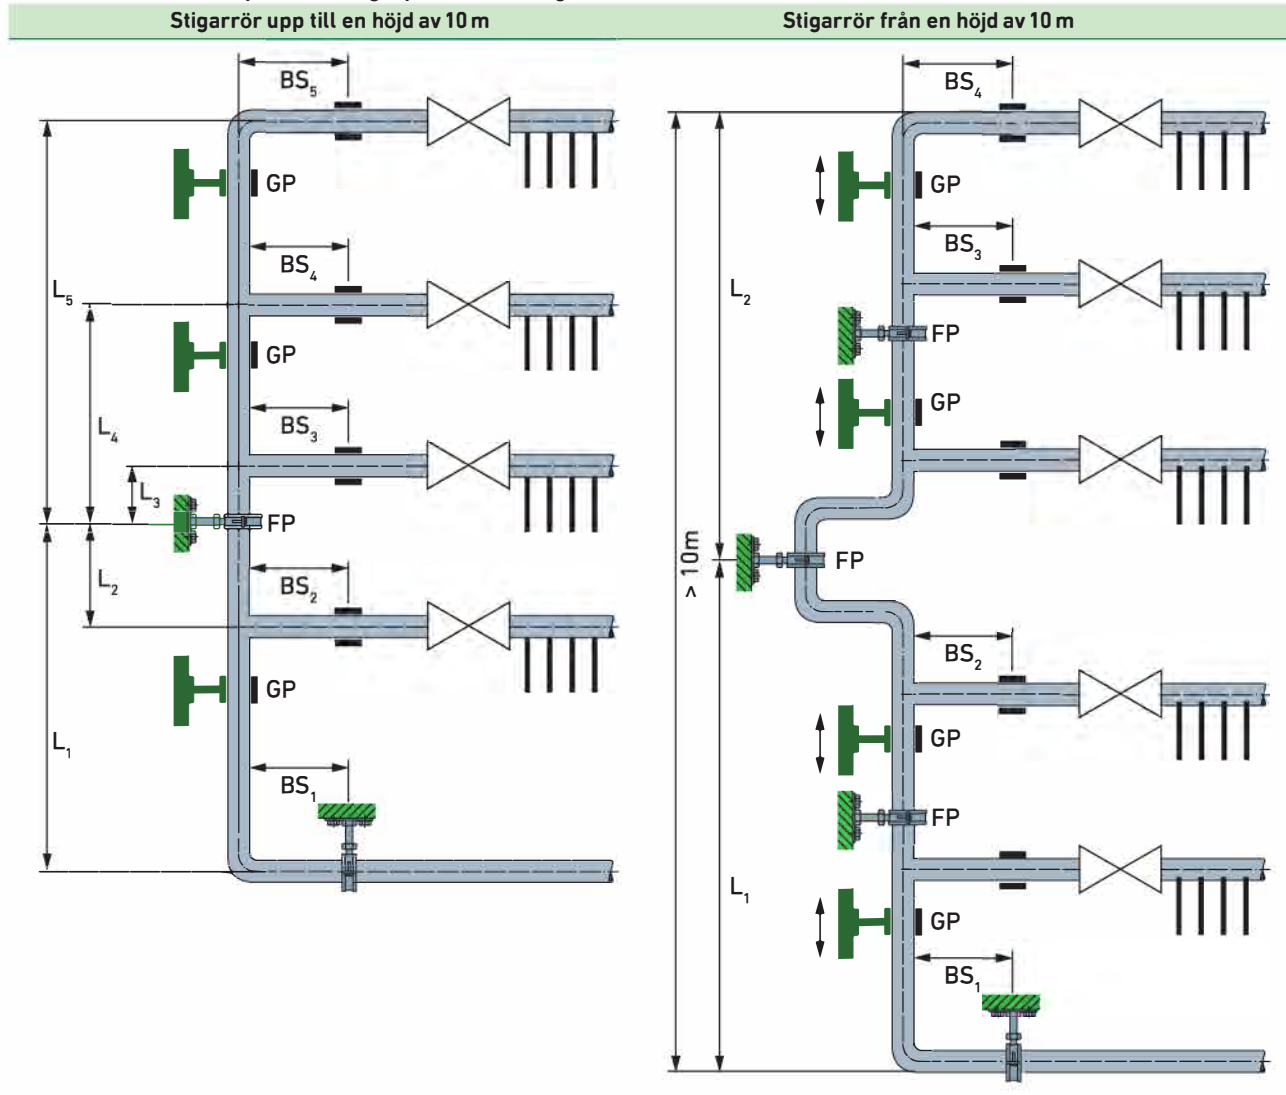 Stigarrör upp till en höjd av 10 m
BS₅
GP
L₅
BS₄
GP
L₄
BS₃
L₃
FP
L₂
BS₂
GP
L₁
BS₁
Stigarrör från en höjd av 10 m
BS₄
GP
BS₃
L₂
FP
GP
> 10 m
FP
BS₂
GP
FP
L₁
GP
BS₁